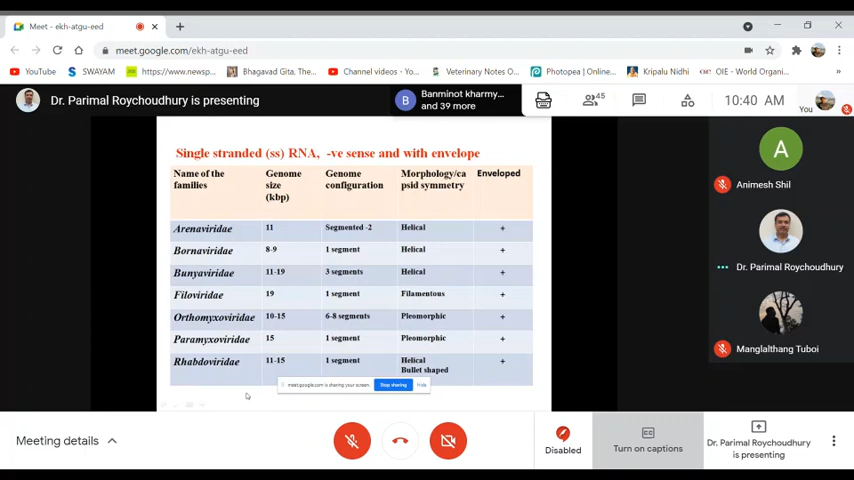 Meet - ekh-atgu-eed
meet.google.com/ekh-atgu-eed
YouTube
SWAYAM
https://www.newsp...
Bhagavad Gita, The...
Channel videos - Yo...
Veterinary Notes O...
Photopea | Online...
Kripalu Nidhi
OIE - World Organi...
Dr. Parimal Roychoudhury is presenting
B
Banminot kharmy...
and 39 more
45
10:40 AM
You
Single stranded (ss) RNA, -ve sense and with envelope
Name of the families Genome size (kbp) Genome configuration Morphology/ca psid symmetry Enveloped
Arenaviridae 11 Segmented -2 Helical +
Bornaviridae 8-9 1 segment Helical +
Bunyaviridae 11-19 3 segments Helical +
Filoviridae 19 1 segment Filamentous +
Orthomyxoviridae 10-15 6-8 segments Pleomorphic +
Paramyxoviridae 15 1 segment Pleomorphic +
Rhabdoviridae 11-15 1 segment Helical Bullet shaped +
meet.google.com is sharing your screen.
Stop sharing
Hide
A
Animesh Shil
Dr. Parimal Roychoudhury
Manglalthang Tuboi
Meeting details
Disabled
CC
Turn on captions
Dr. Parimal Roychoudhury
is presenting